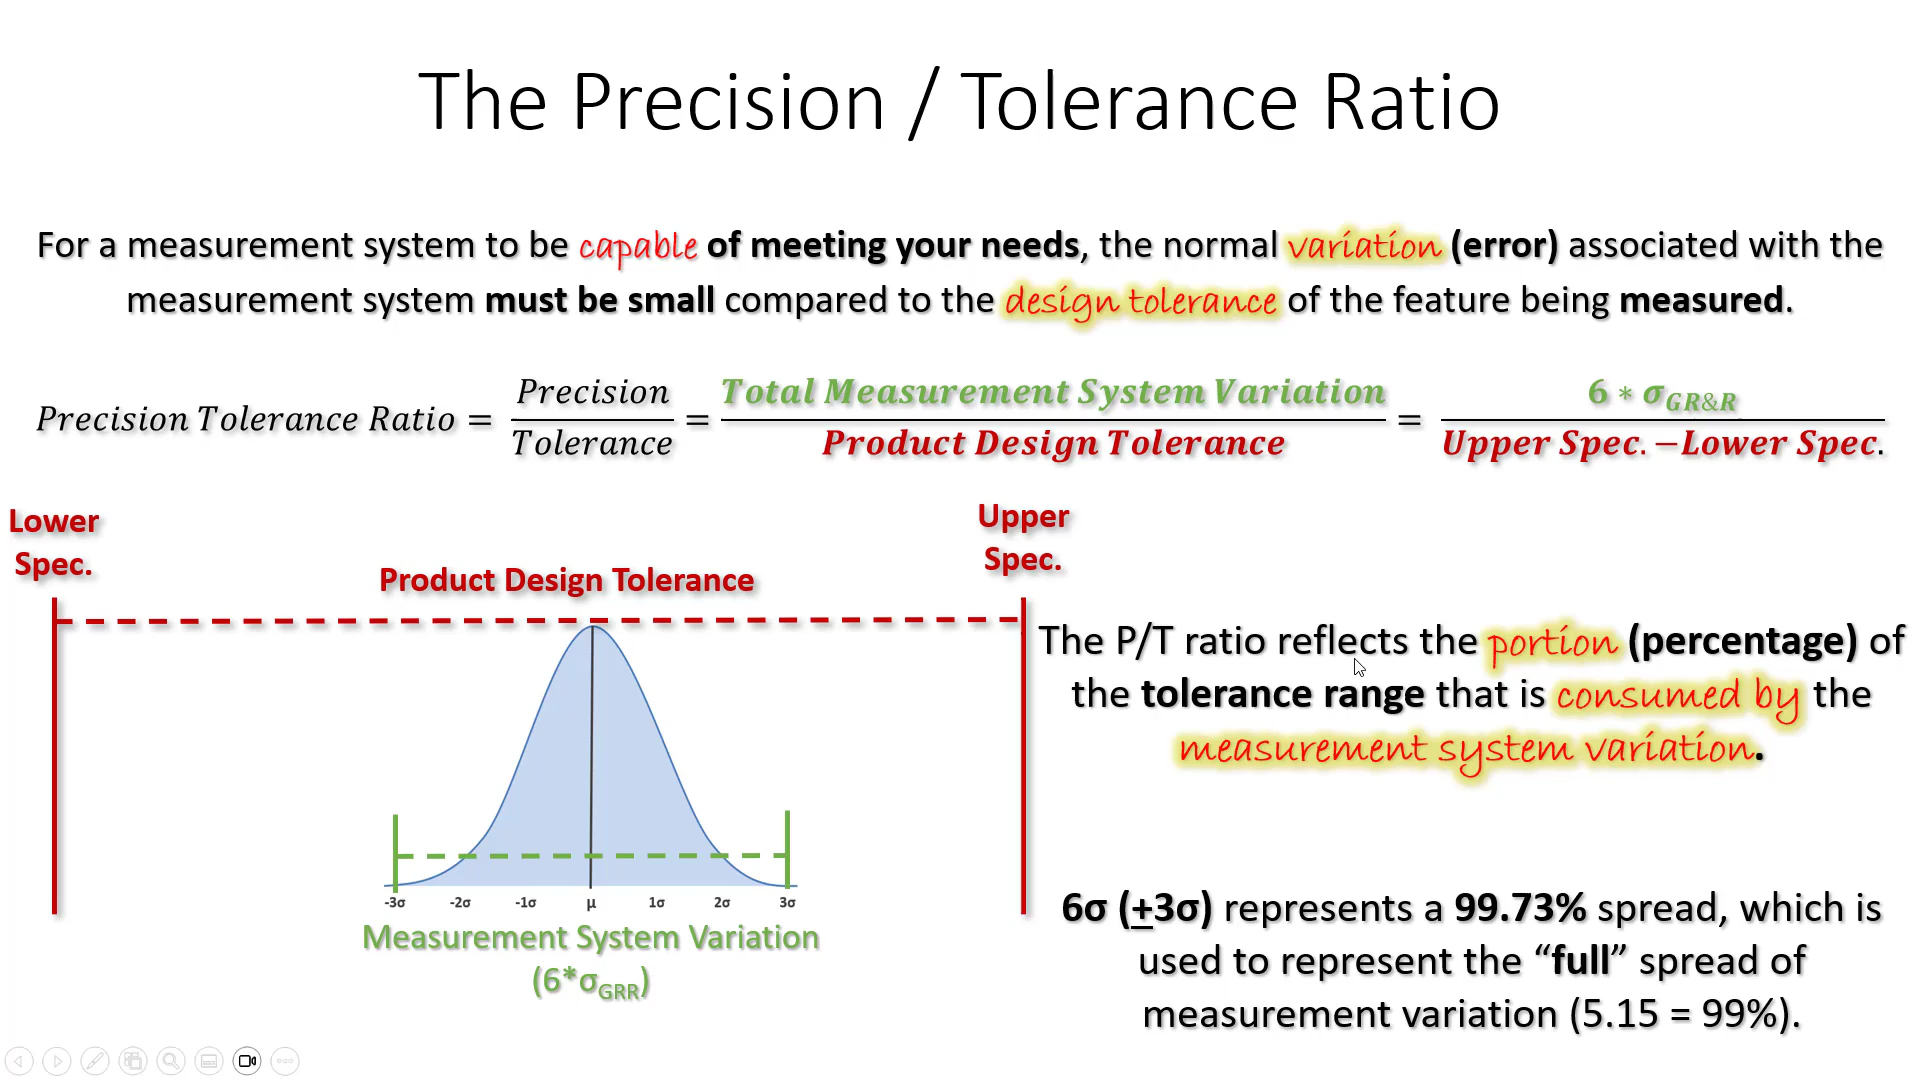 The Precision / Tolerance Ratio
For a measurement system to be capable of meeting your needs, the normal variation (error) associated with the
measurement system must be small compared to the design tolerance of the feature being measured.
Precision Tolerance Ratio = Precision / Tolerance = Total Measurement System Variation / Product Design Tolerance = 6 * σGR&R / Upper Spec. − Lower Spec.
Lower
Spec.
Product Design Tolerance
Upper
Spec.
The P/T ratio reflects the portion (percentage) of
the tolerance range that is consumed by the
measurement system variation.
-3σ -2σ -1σ μ 1σ 2σ 3σ
Measurement System Variation
(6*σGRR)
6σ (±3σ) represents a 99.73% spread, which is
used to represent the “full” spread of
measurement variation (5.15 = 99%).